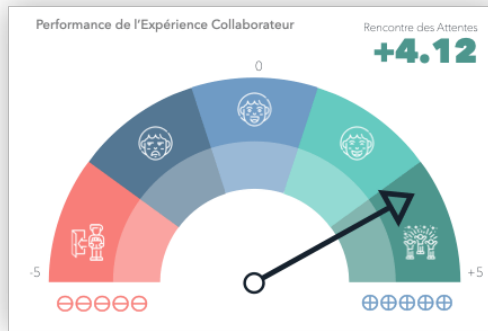 Performance de l'Expérience Collaborateur
Rencontre des Attentes
+4.12
0
-5
+5